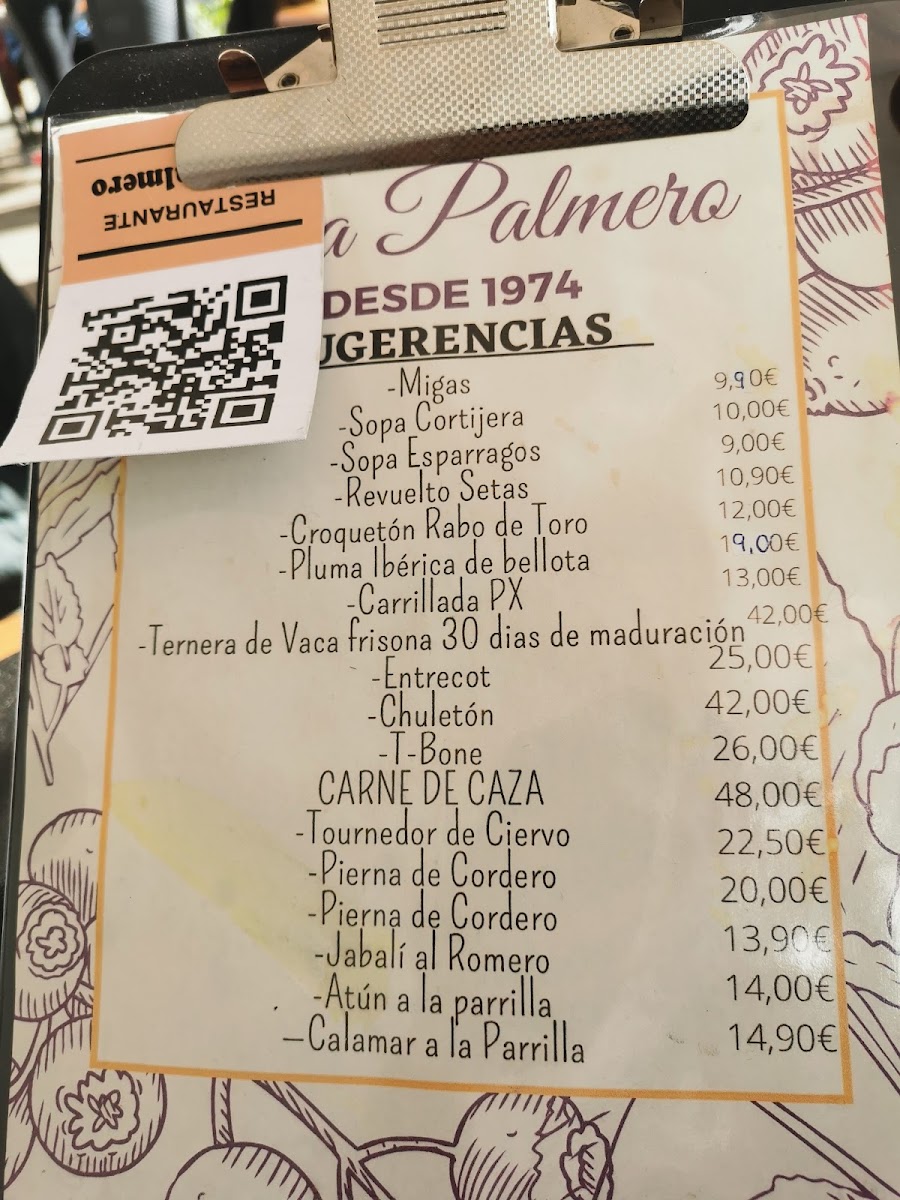 RESTAURANTE
a Palmero
DESDE 1974
UGERENCIAS
-Migas 9,90€
-Sopa Cortijera 10,00€
-Sopa Esparragos 9,00€
-Revuelto Setas 10,90€
-Croquetón Rabo de Toro 12,00€
-Pluma Ibérica de bellota 19,00€
-Carrillada PX 13,00€
-Ternera de Vaca frisona 30 dias de maduración 42,00€
-Entrecot 25,00€
-Chuletón 42,00€
-T-Bone 26,00€
CARNE DE CAZA 48,00€
-Tournedor de Ciervo 22,50€
-Pierna de Cordero 20,00€
-Pierna de Cordero 13,90€
-Jabalí al Romero 14,00€
-Atún a la parrilla 14,90€
–Calamar a la Parrilla